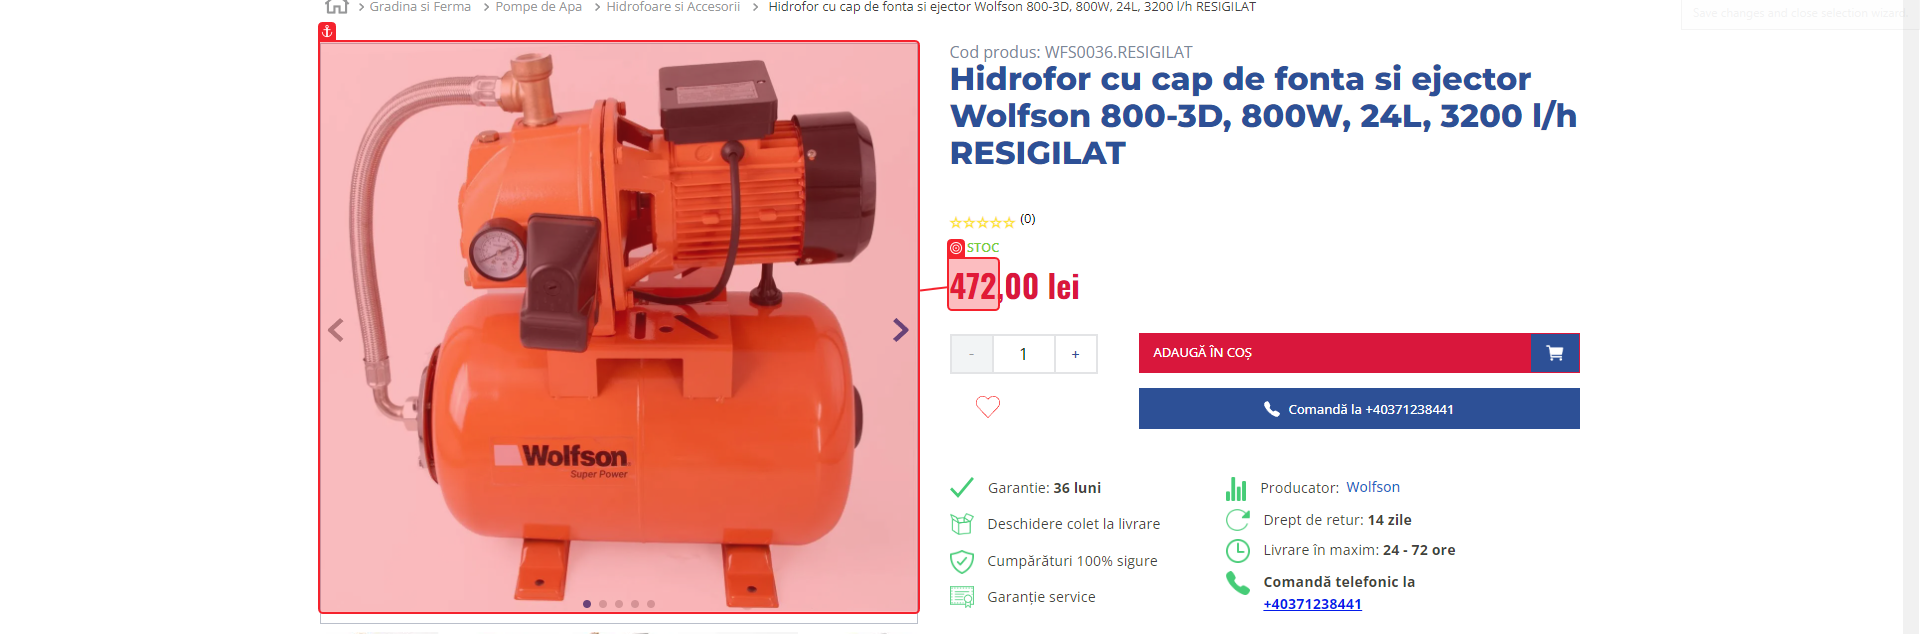 Gradina si Ferma > Pompe de Apa > Hidrofoare si Accesorii > Hidrofor cu cap de fonta si ejector Wolfson 800-3D, 800W, 24L, 3200 l/h RESIGILAT
Save changes and close selection wizard
Cod produs: WFS0036.RESIGILAT
Hidrofor cu cap de fonta si ejector
Wolfson 800-3D, 800W, 24L, 3200 l/h
RESIGILAT
(0)
STOC
472,00 lei
- 1 +
ADAUGĂ ÎN COȘ
Comandă la +40371238441
Wolfson
Super Power
Garantie: 36 luni
Deschidere colet la livrare
Cumpărături 100% sigure
Garanție service
Producator: Wolfson
Drept de retur: 14 zile
Livrare în maxim: 24 - 72 ore
Comandă telefonic la
+40371238441